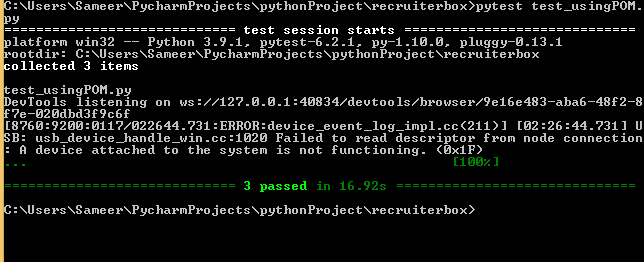 C:\Users\Sameer\PycharmProjects\pythonProject\recruiterbox>pytest test_usingPOM.
py
============================= test session starts =============================
platform win32 -- Python 3.9.1, pytest-6.2.1, py-1.10.0, pluggy-0.13.1
rootdir: C:\Users\Sameer\PycharmProjects\pythonProject\recruiterbox
collected 3 items
test_usingPOM.py
DevTools listening on ws://127.0.0.1:40834/devtools/browser/9e16e483-aba6-48f2-8
f7e-020dbd3f9c6f
[8760:9200:0117/022644.731:ERROR:device_event_log_impl.cc(211)] [02:26:44.731] U
SB: usb_device_handle_win.cc:1020 Failed to read descriptor from node connection
: A device attached to the system is not functioning. (0x1F)
... [100%]
============================= 3 passed in 16.92s ==============================
C:\Users\Sameer\PycharmProjects\pythonProject\recruiterbox>